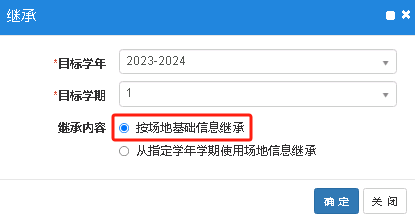 继承
*目标学年 2023-2024
*目标学期 1
继承内容 按场地基础信息继承
从指定学年学期使用场地信息继承
确 定 关 闭